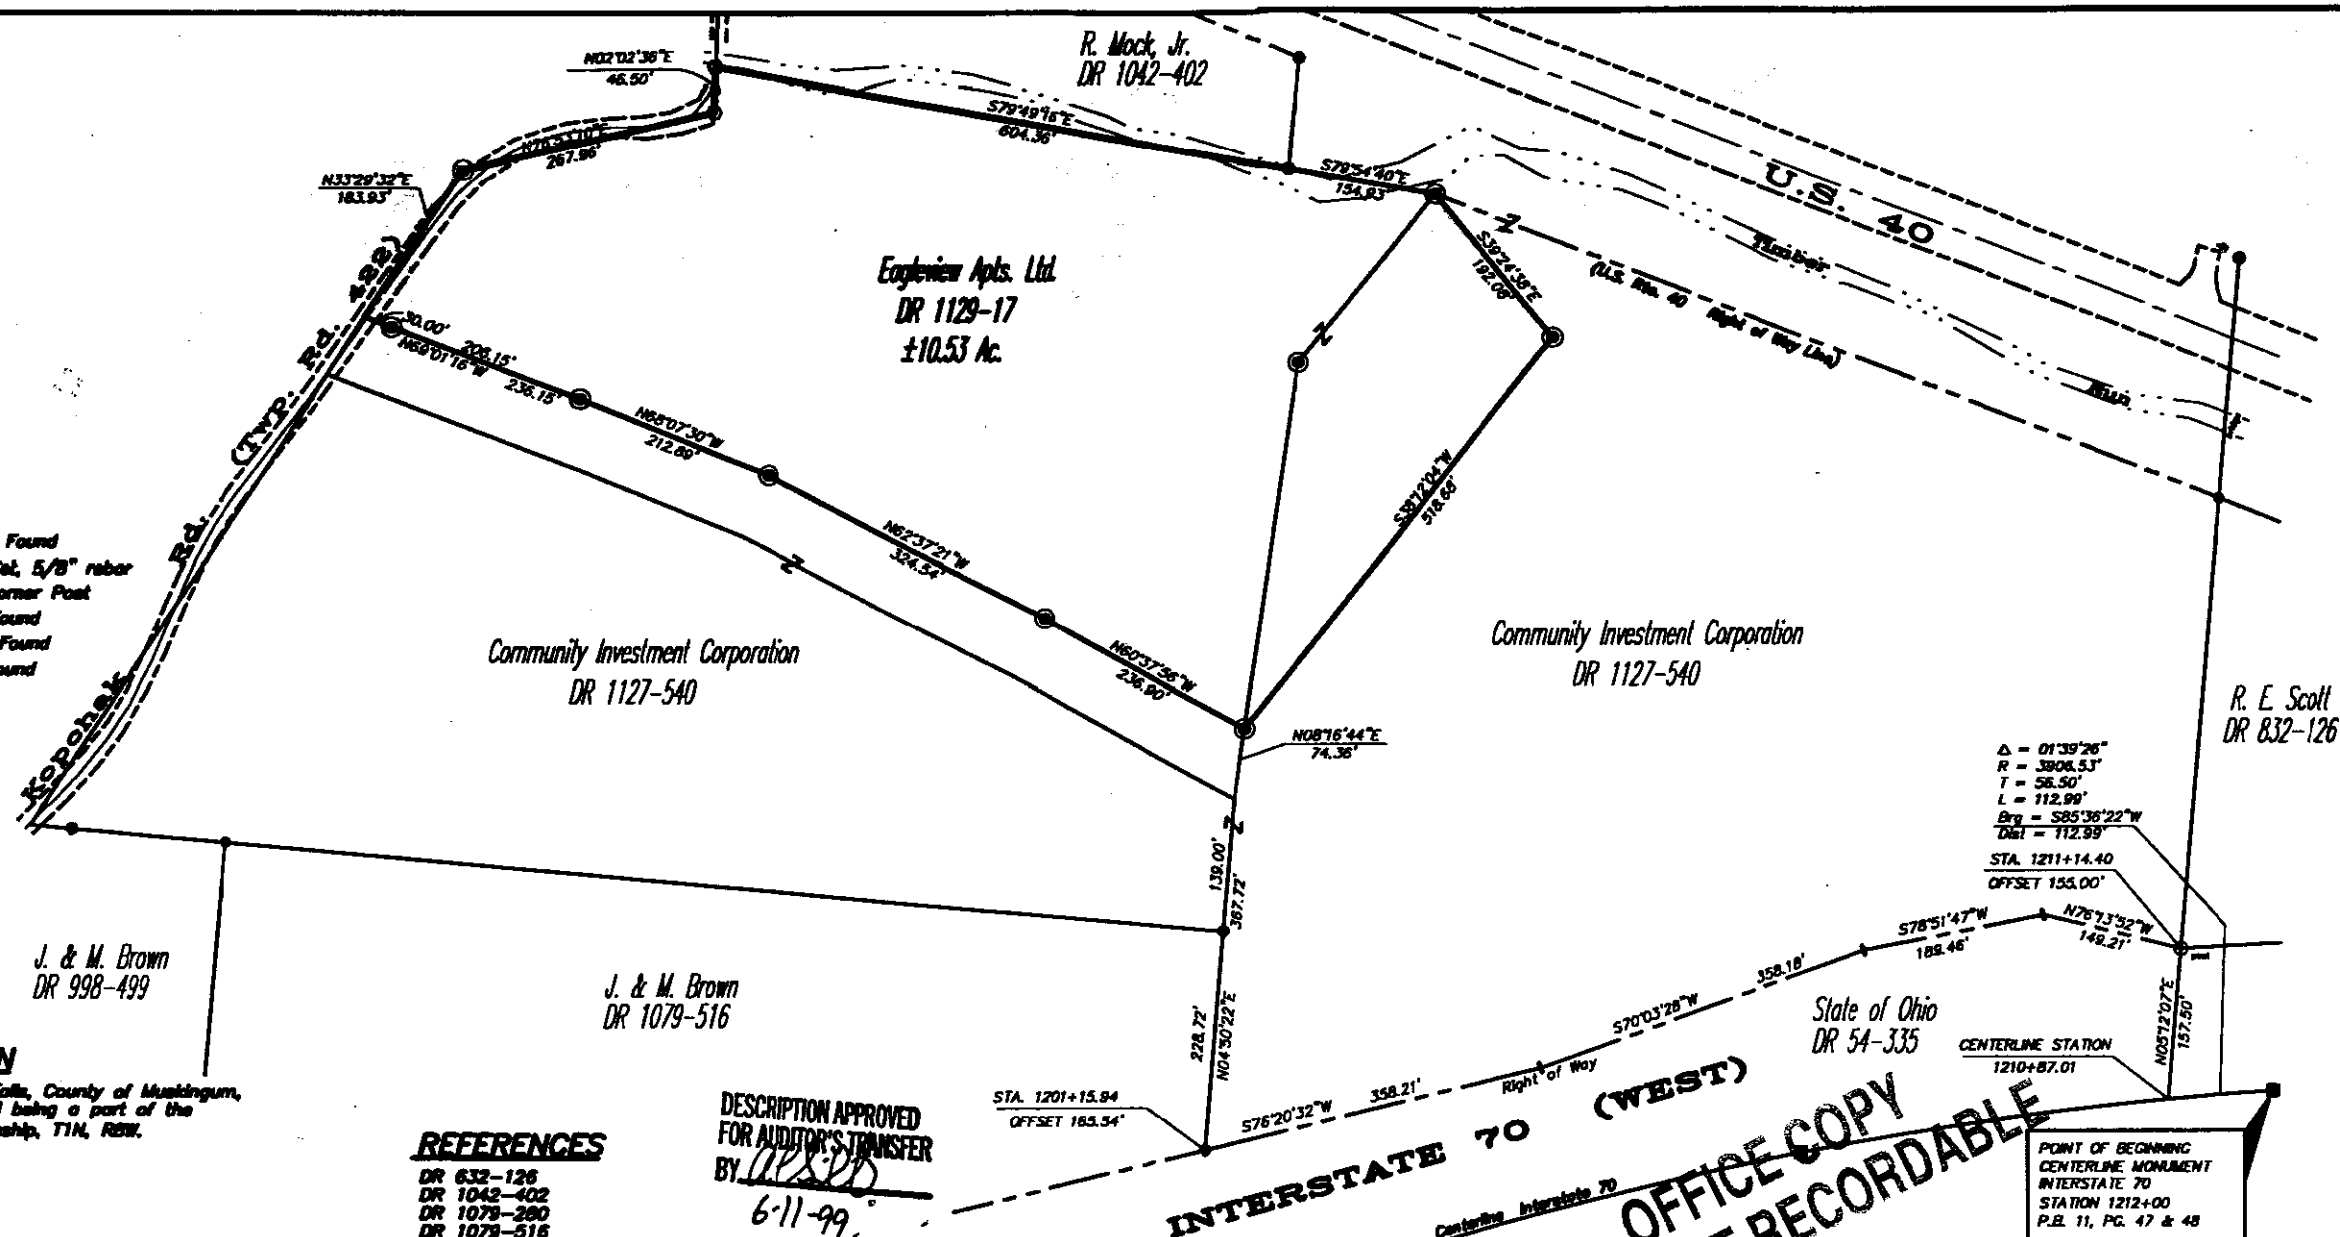 R. Mock, Jr.
DR 1042-402
N02°02'36"E
46.50'
S79°49'16"E
604.36'
267.96'
N33°29'32"E
183.93'
S79°54'40"E
154.93'
U.S. 40
Timber
Run
(U.S. Rte. 40 Right of Way Line)
S39°24'38"E
192.08'
Eagleview Apts. Ltd.
DR 1129-17
±10.53 Ac.
30.00'
206.15'
N69°01'16"W
236.15'
N68°07'30"W
212.89'
N62°37'21"W
324.54'
N60°37'56"W
236.90'
S38°12'04"W
518.68'
Kopchak Rd. (Twp. Rd. 422)
Found
Set, 5/8" rebar
Corner Post
Found
Found
Found
Community Investment Corporation
DR 1127-540
Community Investment Corporation
DR 1127-540
R. E. Scott
DR 832-126
N08°16'44"E
74.36'
Δ = 01°39'26"
R = 3906.53'
T = 56.50'
L = 112.99'
Brg = S85°36'22"W
Dist = 112.99'
STA. 1211+14.40
OFFSET 155.00'
139.00'
367.72'
228.72'
N04°50'22"E
S78°51'47"W
189.46'
N76°13'52"W
149.21'
358.18'
S70°03'28"W
358.21'
S76°20'32"W
Right of Way
N05°12'07"E
157.50'
State of Ohio
DR 54-335
CENTERLINE STATION
1210+87.01
J. & M. Brown
DR 998-499
J. & M. Brown
DR 1079-516
STA. 1201+15.94
OFFSET 165.54'
INTERSTATE 70 (WEST)
Centerline Interstate 70
N
Falls, County of Muskingum,
being a part of the
ship, T1N, R8W.
REFERENCES
DR 632-126
DR 1042-402
DR 1079-280
DR 1079-516
DESCRIPTION APPROVED
FOR AUDITOR'S TRANSFER
BY
6-11-99
OFFICE COPY
RECORDABLE
POINT OF BEGINNING
CENTERLINE MONUMENT
INTERSTATE 70
STATION 1212+00
P.B. 11, PG. 47 & 48